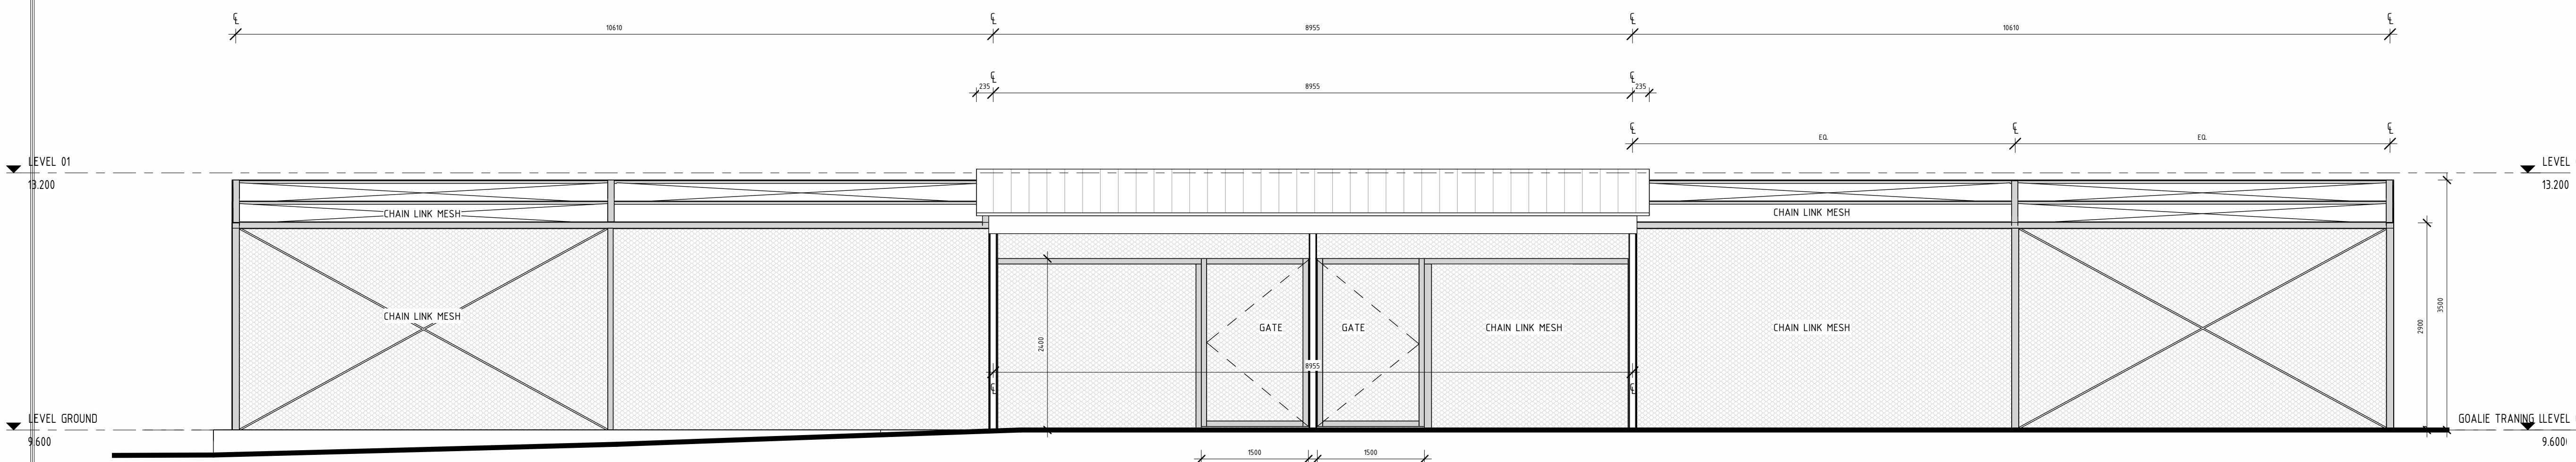 ℄ ℄ ℄ ℄
10610 8955 10610
℄ ℄
235 8955 235
℄ ℄ ℄
EQ. EQ.
LEVEL 01 LEVEL
13.200 13.200
CHAIN LINK MESH CHAIN LINK MESH
3500
2900
CHAIN LINK MESH
GATE GATE CHAIN LINK MESH CHAIN LINK MESH
2400
8955
℄ ℄
LEVEL GROUND GOALIE TRANING LLEVEL
9.600 9.600
1500 1500